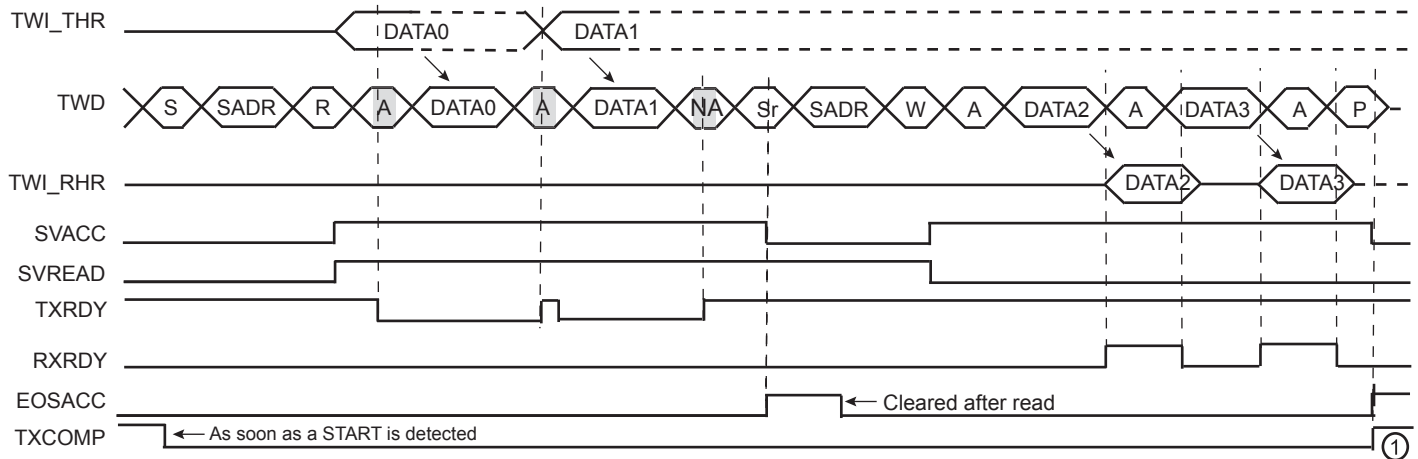 TWI_THR DATA0 DATA1
TWD S SADR R A DATA0 A DATA1 NA Sr SADR W A DATA2 A DATA3 A P
TWI_RHR DATA2 DATA3
SVACC
SVREAD
TXRDY
RXRDY
EOSACC Cleared after read
TXCOMP As soon as a START is detected 1